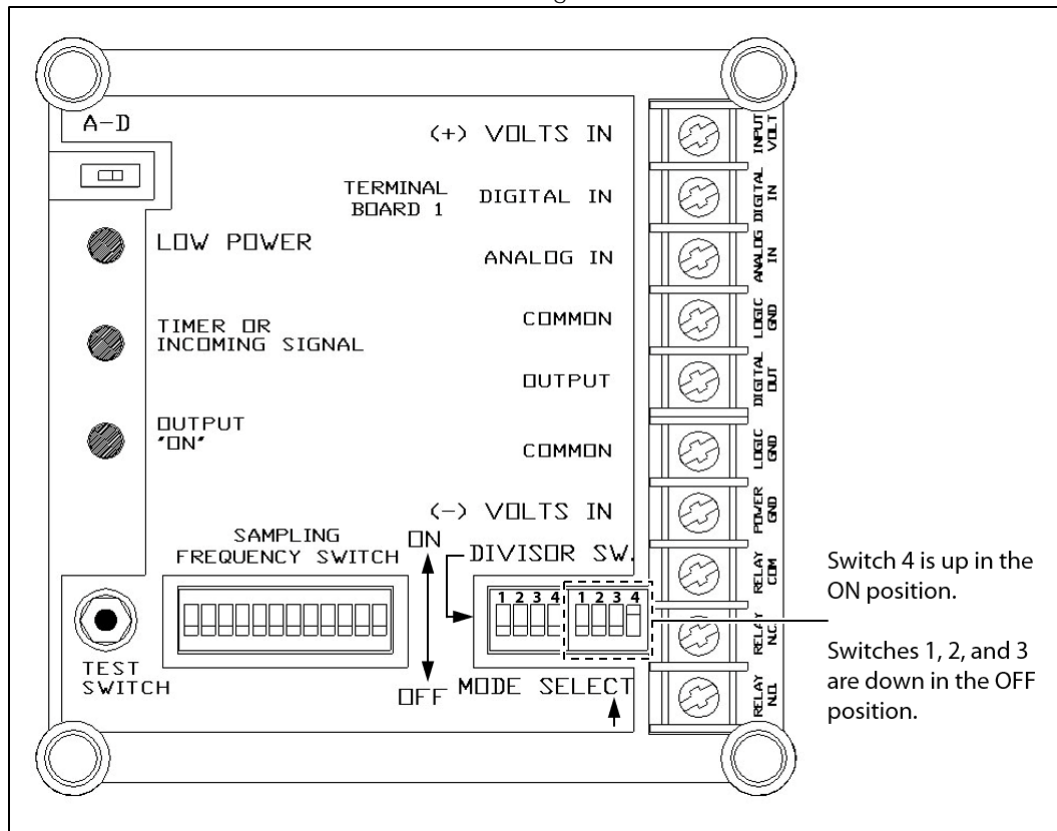 A-D
(+) VOLTS IN
TERMINAL
BOARD 1
DIGITAL IN
LOW POWER
ANALOG IN
TIMER OR
INCOMING SIGNAL
COMMON
OUTPUT
OUTPUT
"ON"
COMMON
(-) VOLTS IN
SAMPLING
FREQUENCY SWITCH
ON
OFF
DIVISOR SW.
1 2 3 4
1 2 3 4
MODE SELECT
TEST
SWITCH
INPUT
VOLT
DIGITAL
IN
ANALOG
IN
LOGIC
GND
DIGITAL
OUT
LOGIC
GND
POWER
GND
RELAY
COM
RELAY
N.C.
RELAY
N.O.
Switch 4 is up in the
ON position.
Switches 1, 2, and 3
are down in the OFF
position.